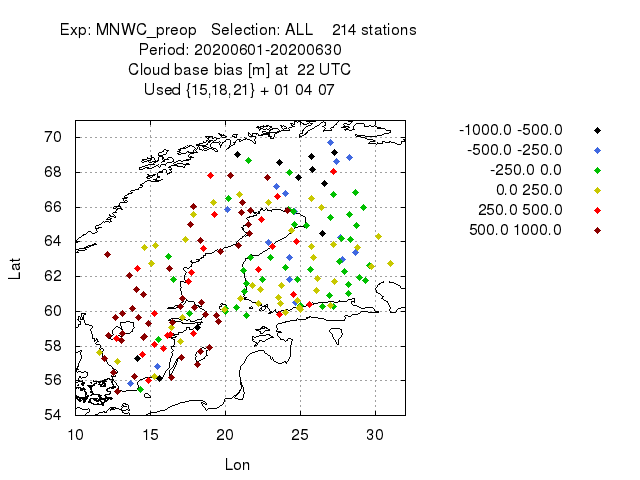 Exp: MNWC_preop   Selection: ALL    214 stations
Period: 20200601-20200630
Cloud base bias [m] at  22 UTC
Used {15,18,21} + 01 04 07
-1000.0 -500.0
-500.0 -250.0
-250.0 0.0
0.0 250.0
250.0 500.0
500.0 1000.0
Lat
70
68
66
64
62
60
58
56
54
10 15 20 25 30
Lon